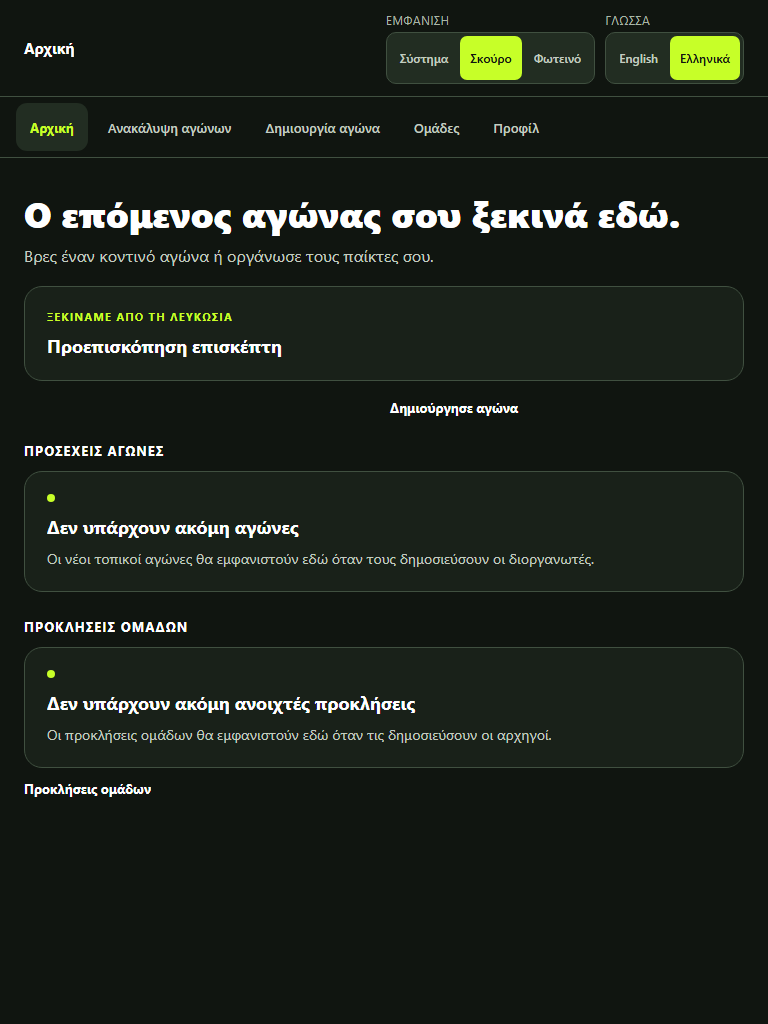 Αρχική
ΕΜΦΑΝΙΣΗ
Σύστημα Σκούρο Φωτεινό
ΓΛΩΣΣΑ
English Ελληνικά
Αρχική Ανακάλυψη αγώνων Δημιουργία αγώνα Ομάδες Προφίλ
Ο επόμενος αγώνας σου ξεκινά εδώ.
Βρες έναν κοντινό αγώνα ή οργάνωσε τους παίκτες σου.
ΞΕΚΙΝΑΜΕ ΑΠΟ ΤΗ ΛΕΥΚΩΣΙΑ
Προεπισκόπηση επισκέπτη
Δημιούργησε αγώνα
ΠΡΟΣΕΧΕΙΣ ΑΓΩΝΕΣ
Δεν υπάρχουν ακόμη αγώνες
Οι νέοι τοπικοί αγώνες θα εμφανιστούν εδώ όταν τους δημοσιεύσουν οι διοργανωτές.
ΠΡΟΚΛΗΣΕΙΣ ΟΜΑΔΩΝ
Δεν υπάρχουν ακόμη ανοιχτές προκλήσεις
Οι προκλήσεις ομάδων θα εμφανιστούν εδώ όταν τις δημοσιεύσουν οι αρχηγοί.
Προκλήσεις ομάδων